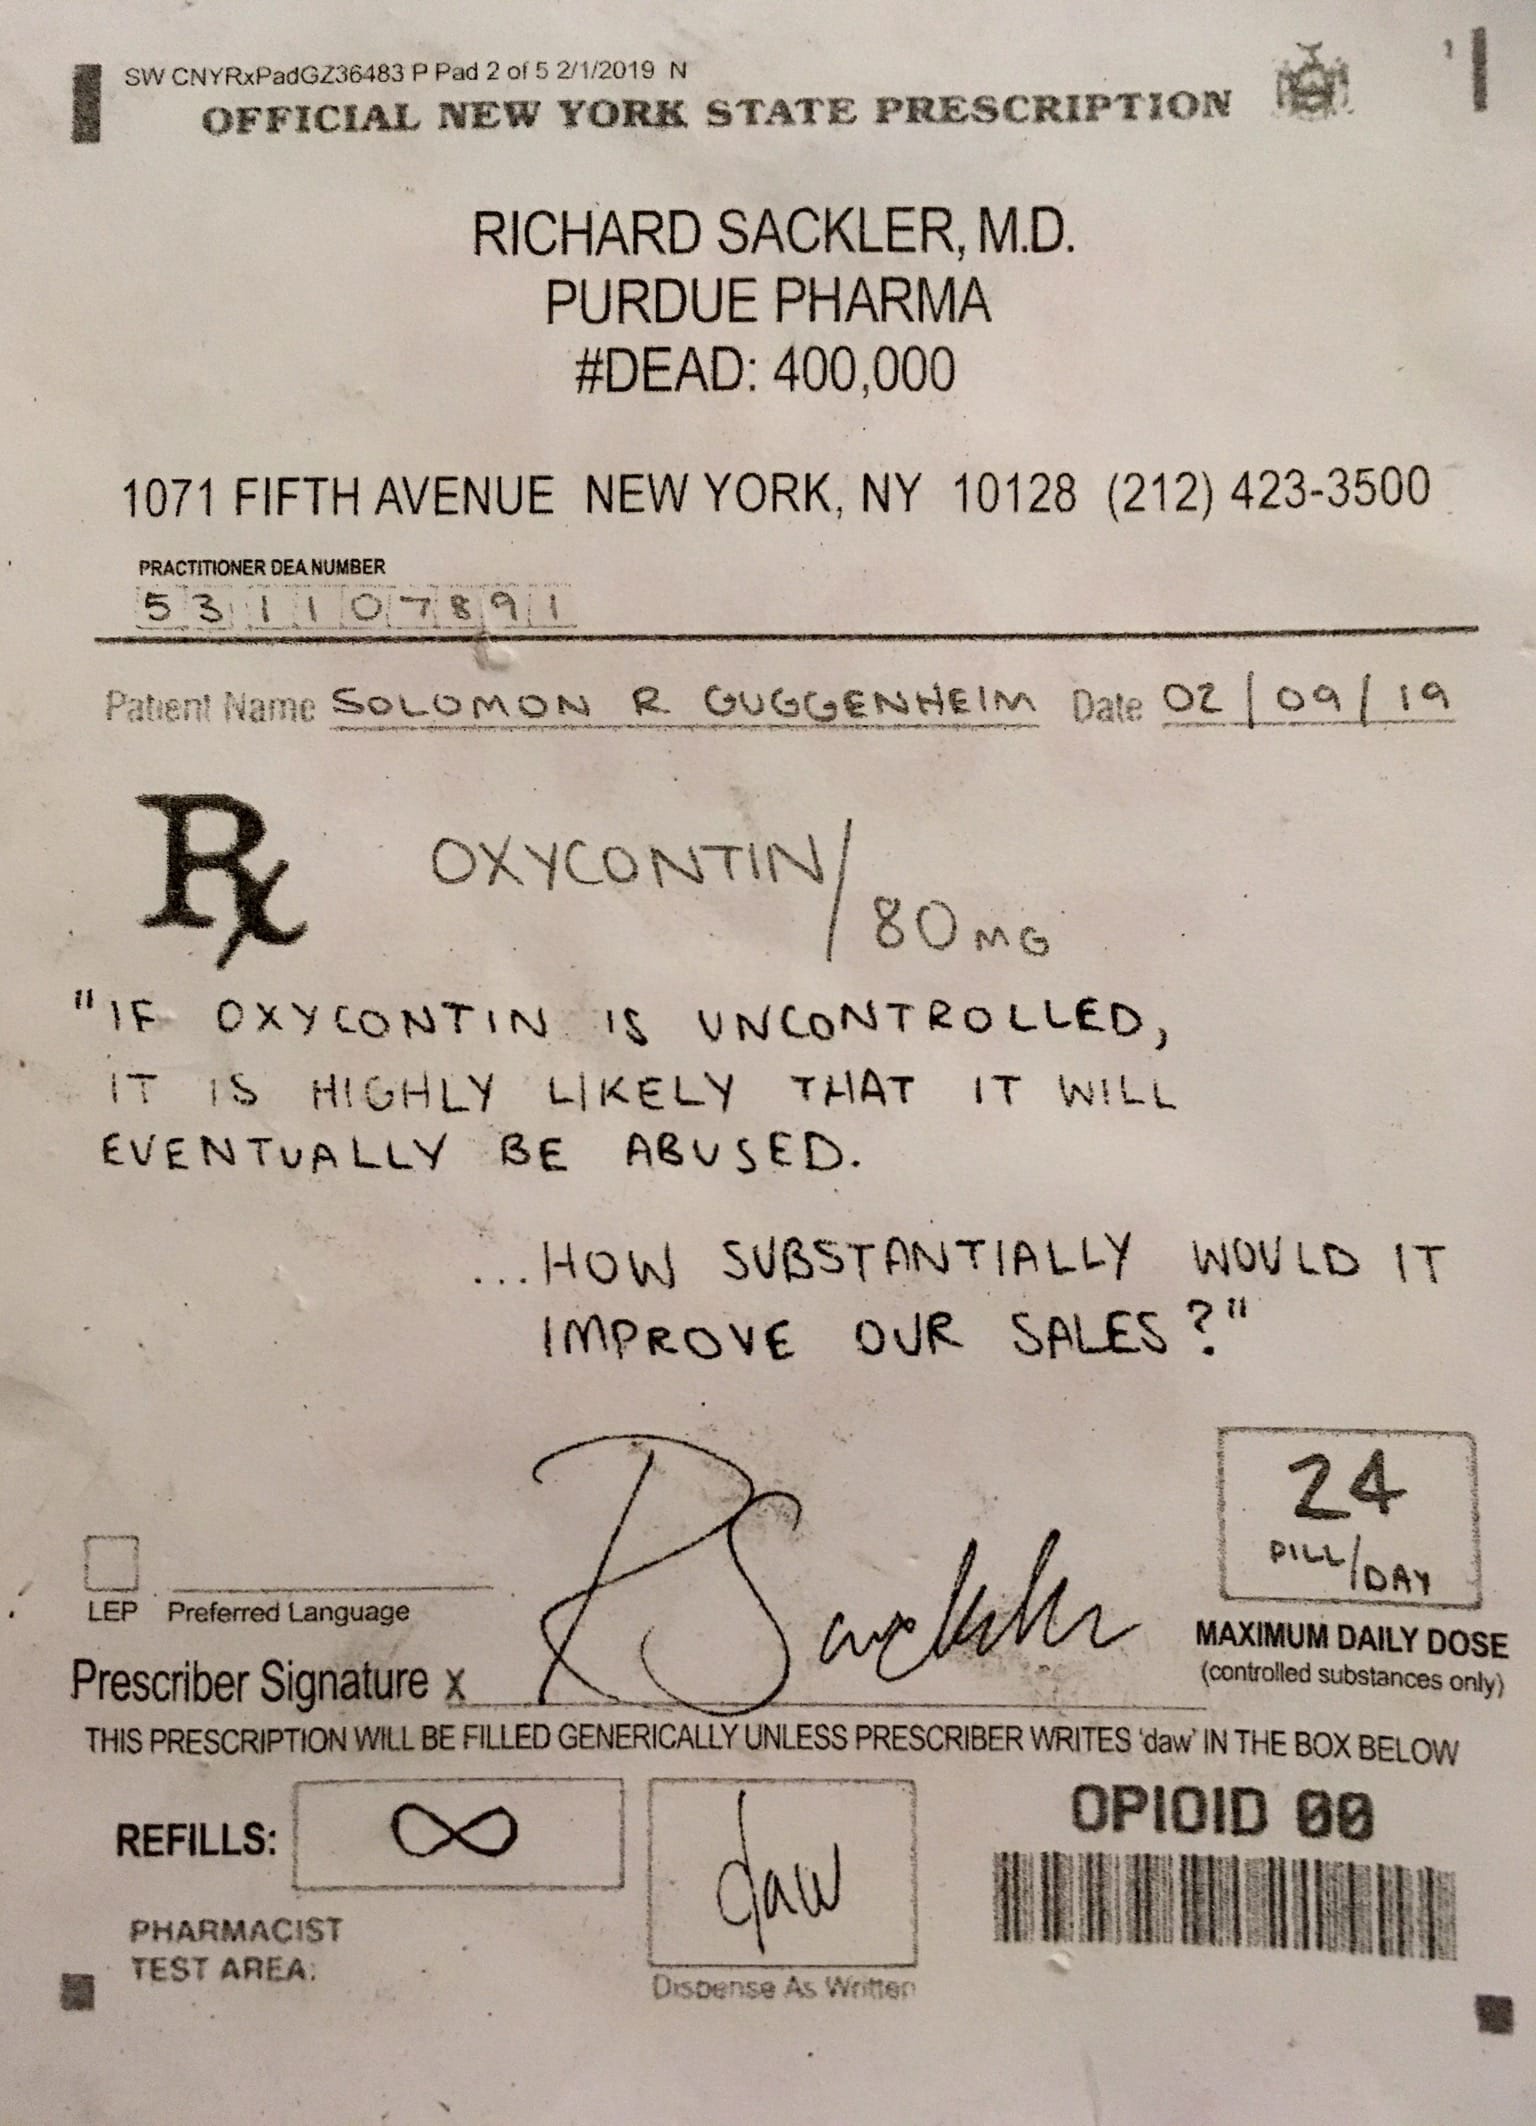 SW CNYRxPadGZ36483 P Pad 2 of 5 2/1/2019 N
OFFICIAL NEW YORK STATE PRESCRIPTION
RICHARD SACKLER, M.D.
PURDUE PHARMA
#DEAD: 400,000
1071 FIFTH AVENUE NEW YORK, NY 10128 (212) 423-3500
PRACTITIONER DEA NUMBER
531107891
Patient Name SOLOMON R GUGGENHEIM Date 02/09/19
Rx OXYCONTIN/
80 MG
"IF OXYCONTIN IS UNCONTROLLED,
IT IS HIGHLY LIKELY THAT IT WILL
EVENTUALLY BE ABUSED.
...HOW SUBSTANTIALLY WOULD IT
IMPROVE OUR SALES?"
24
PILL/DAY
LEP Preferred Language
MAXIMUM DAILY DOSE
(controlled substances only)
Prescriber Signature x RSackler
THIS PRESCRIPTION WILL BE FILLED GENERICALLY UNLESS PRESCRIBER WRITES 'daw' IN THE BOX BELOW
REFILLS: ∞
daw
OPIOID 00
PHARMACIST
TEST AREA:
Dispense As Written